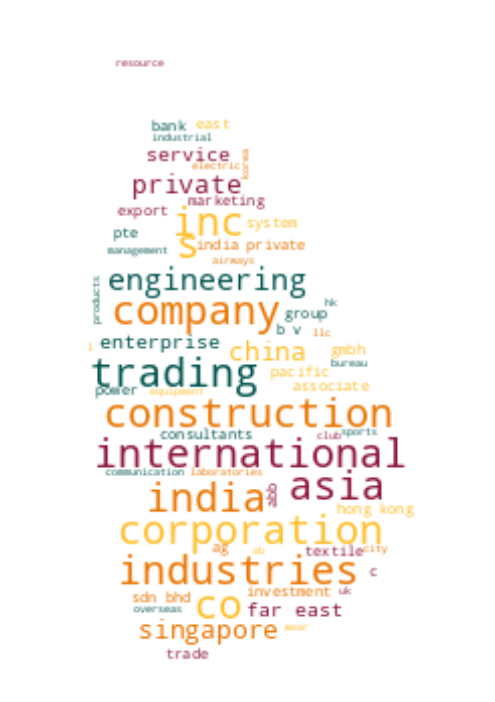 resource
bank east
industrial
service
electric
korea
private
marketing
export
inc system
pte
s india private
management
airways
engineering
products
company
hk
group
b v llc
enterprise
l
china gmbh
bureau
trading
pacific
associate
power equipment
construction
consultants club sports
international
communication laboratories
asia
india abb
hong kong
corporation
ag ab textile city
industries c
investment uk
sdn bhd
co far east
overseas
singapore wear
trade